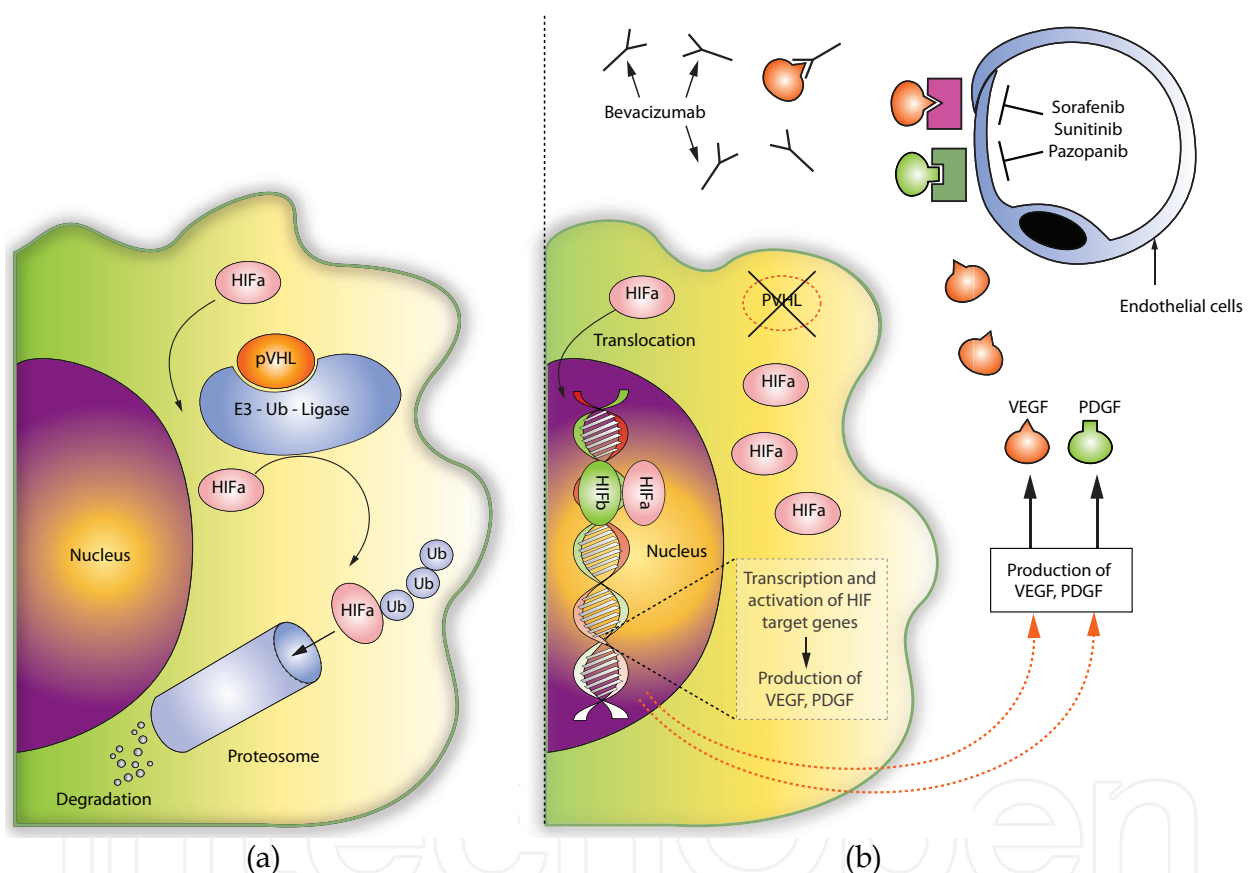 HIFa
pVHL
E3 - Ub - Ligase
HIFa
Nucleus
Ub
Ub
Ub
HIFa
Proteosome
Degradation
(a)
Bevacizumab
Sorafenib
Sunitinib
Pazopanib
Endothelial cells
HIFa
PVHL
Translocation
HIFa
HIFa
HIFa
HIFb
HIFa
Nucleus
Transcription and
activation of HIF
target genes
Production of
VEGF, PDGF
VEGF PDGF
Production of
VEGF, PDGF
(b)
intechopen